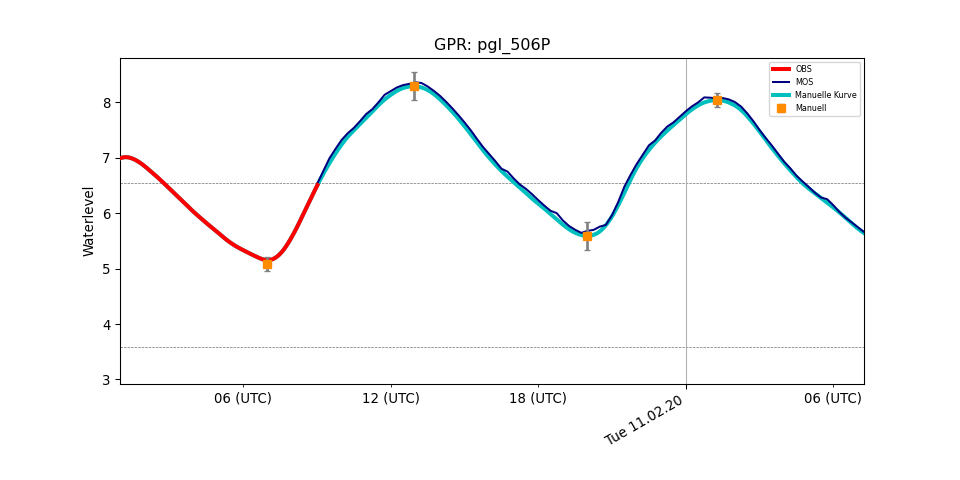 GPR: pgl_506P
OBS
MOS
Manuelle Kurve
Manuell
Waterlevel
8
7
6
5
4
3
06 (UTC)
12 (UTC)
18 (UTC)
Tue 11.02.20
06 (UTC)